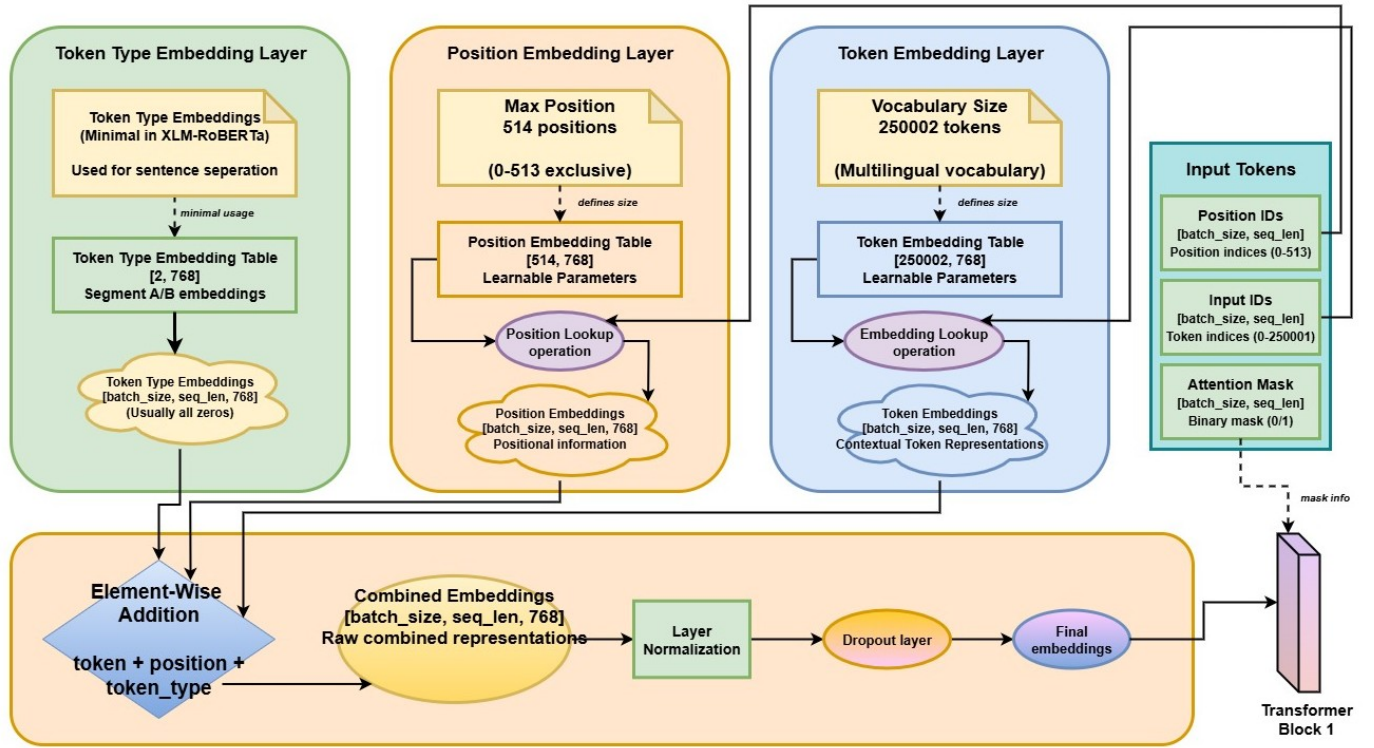 Token Type Embedding Layer
Token Type Embeddings
(Minimal in XLM-RoBERTa)
Used for sentence seperation
minimal usage
Token Type Embedding Table
[2, 768]
Segment A/B embeddings
Token Type Embeddings
[batch_size, seq_len, 768]
(Usually all zeros)
Position Embedding Layer
Max Position
514 positions
(0-513 exclusive)
defines size
Position Embedding Table
[514, 768]
Learnable Parameters
Position Lookup
operation
Position Embeddings
[batch_size, seq_len, 768]
Positional information
Token Embedding Layer
Vocabulary Size
250002 tokens
(Multilingual vocabulary)
defines size
Token Embedding Table
[250002, 768]
Learnable Parameters
Embedding Lookup
operation
Token Embeddings
[batch_size, seq_len, 768]
Contextual Token Representations
Input Tokens
Position IDs
[batch_size, seq_len]
Position indices (0-513)
Input IDs
[batch_size, seq_len]
Token indices (0-250001)
Attention Mask
[batch_size, seq_len]
Binary mask (0/1)
mask info
Element-Wise
Addition
token + position +
token_type
Combined Embeddings
[batch_size, seq_len, 768]
Raw combined representations
Layer
Normalization
Dropout layer
Final
embeddings
Transformer
Block 1